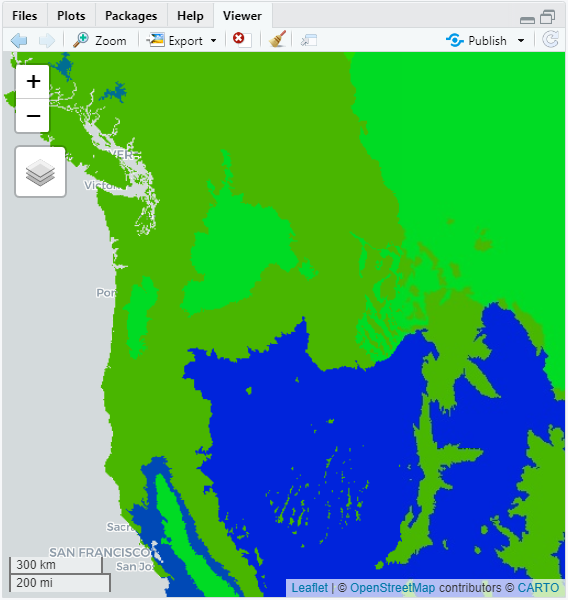 Files Plots Packages Help Viewer
Zoom Export Publish
+
−
VER
Victo
Por
Sacr
SAN FRANCISCO
San Jo
300 km
200 mi
Leaflet | © OpenStreetMap contributors © CARTO